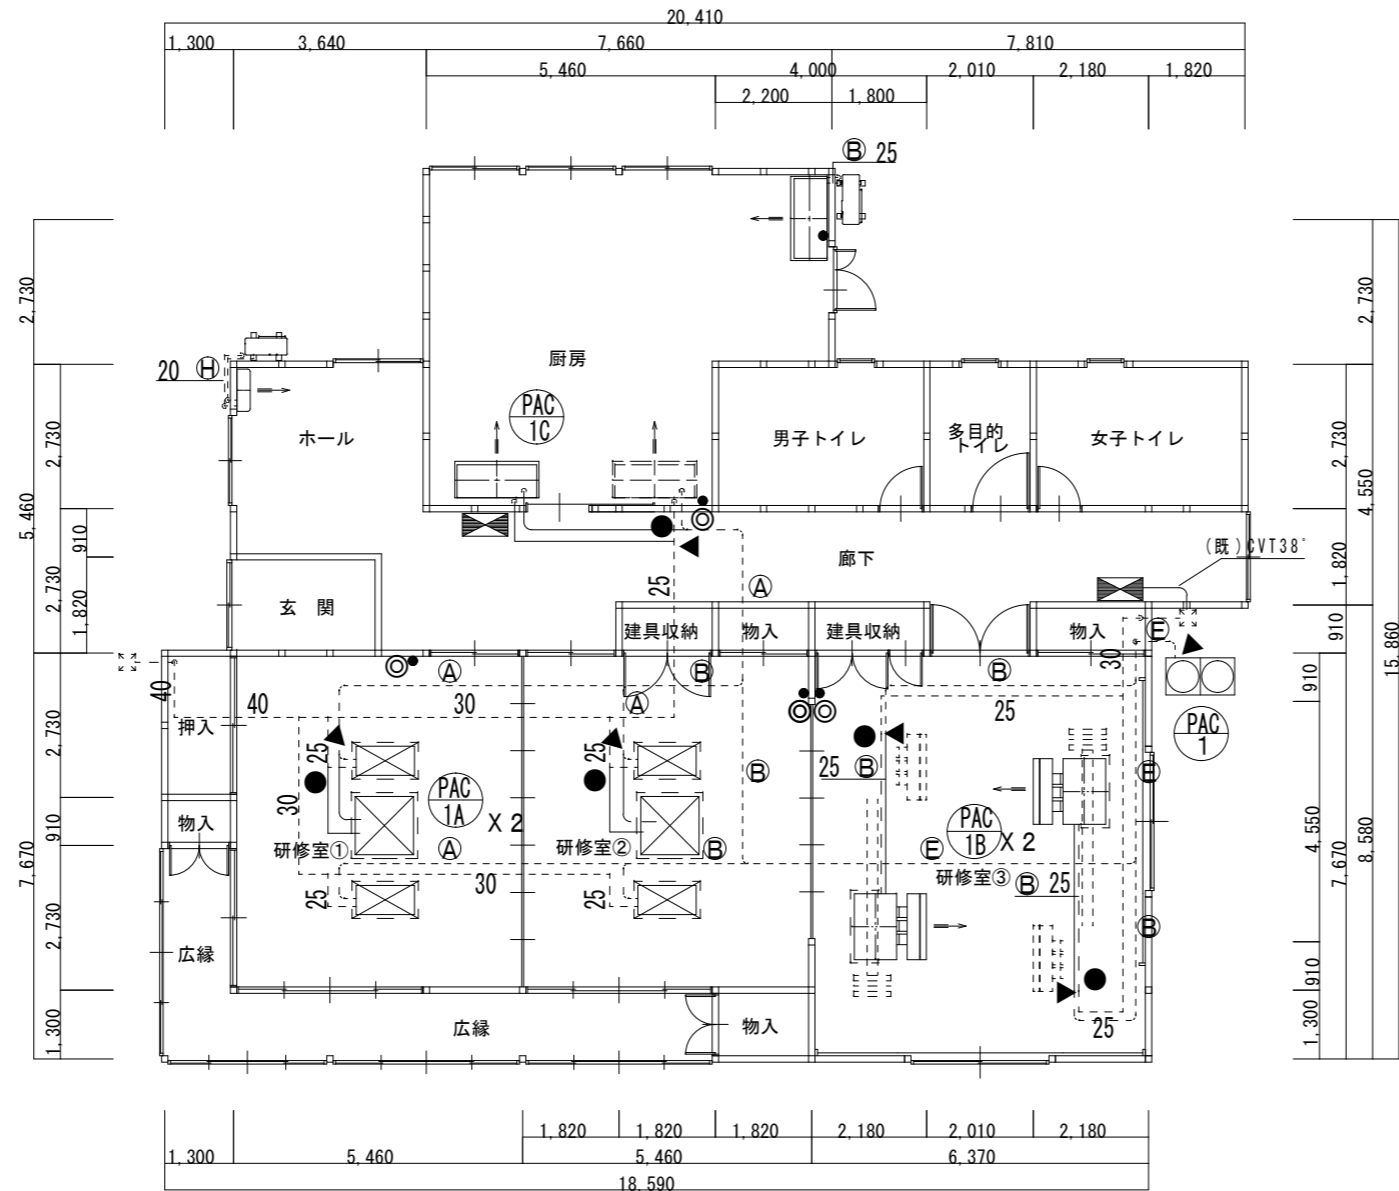 20,410
1,300 3,640 7,660 7,810
5,460 4,000 2,010 2,180 1,820
2,200 1,800
Ⓑ 25
2,730
2,730
厨房
20 Ⓗ
PAC
1C
ホール
男子トイレ
多目的
トイレ
女子トイレ
2,730
5,460
910
2,730
1,820
2,730
4,550
1,820
910
15,860
(既)CVT38°
廊下
25
Ⓐ
玄 関
建具収納
物入
建具収納
物入
Ⓔ
30
Ⓐ
Ⓑ
Ⓑ
40
40
30
Ⓐ
25
押入
PAC
1
25
25
25 Ⓑ
Ⓑ
Ⓔ
30
PAC
1A
X 2
PAC
1B
X 2
物入
研修室①
Ⓐ
研修室②
Ⓑ
Ⓔ
研修室③
Ⓑ 25
30
25
25
Ⓑ
広縁
25
広縁
物入
2,730
910
7,670
2,730
1,300
910
4,550
7,670
8,580
910
1,300
1,820 1,820 1,820 2,180 2,010 2,180
1,300 5,460 5,460 6,370
18,590